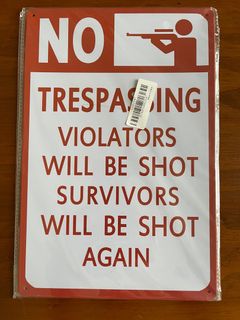 NO
TRESPASSING
VIOLATORS
WILL BE SHOT
SURVIVORS
WILL BE SHOT
AGAIN